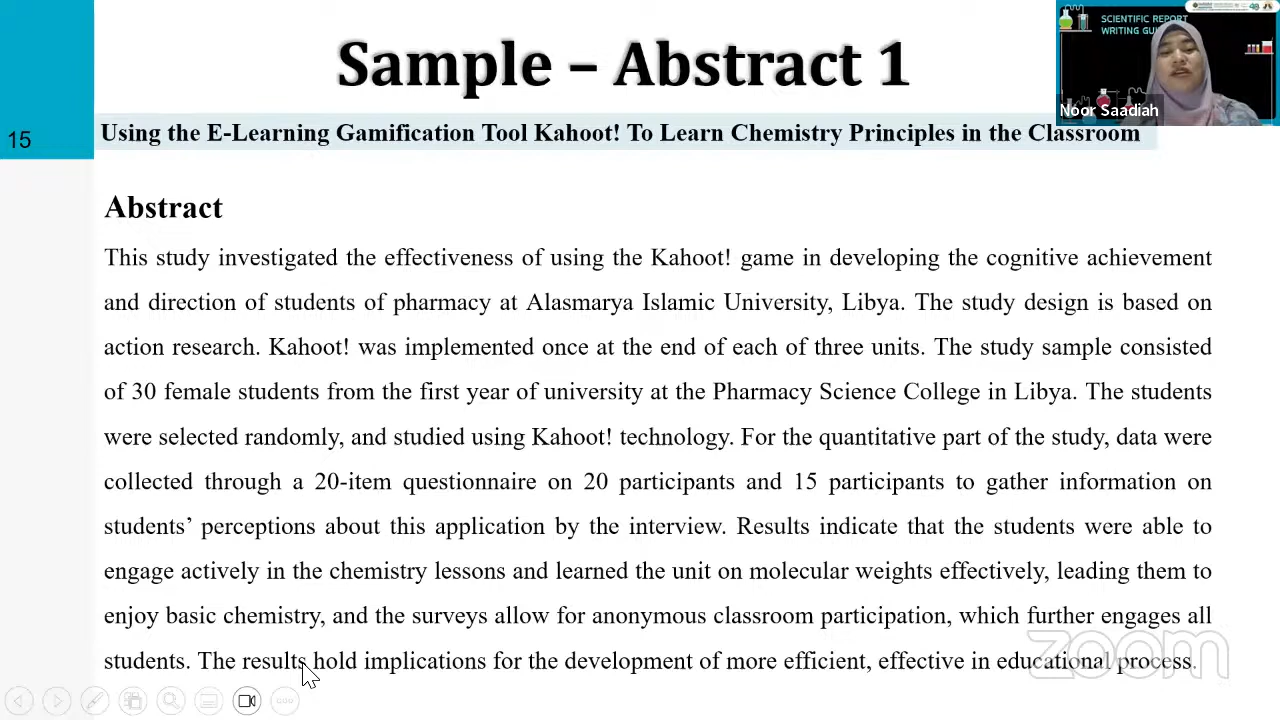 Sample – Abstract 1
SCIENTIFIC REPORT
Noor Saadiah
15
Using the E-Learning Gamification Tool Kahoot! To Learn Chemistry Principles in the Classroom
Abstract
This study investigated the effectiveness of using the Kahoot! game in developing the cognitive achievement
and direction of students of pharmacy at Alasmarya Islamic University, Libya. The study design is based on
action research. Kahoot! was implemented once at the end of each of three units. The study sample consisted
of 30 female students from the first year of university at the Pharmacy Science College in Libya. The students
were selected randomly, and studied using Kahoot! technology. For the quantitative part of the study, data were
collected through a 20-item questionnaire on 20 participants and 15 participants to gather information on
students’ perceptions about this application by the interview. Results indicate that the students were able to
engage actively in the chemistry lessons and learned the unit on molecular weights effectively, leading them to
enjoy basic chemistry, and the surveys allow for anonymous classroom participation, which further engages all
students. The results hold implications for the development of more efficient, effective in educational process.
zoom